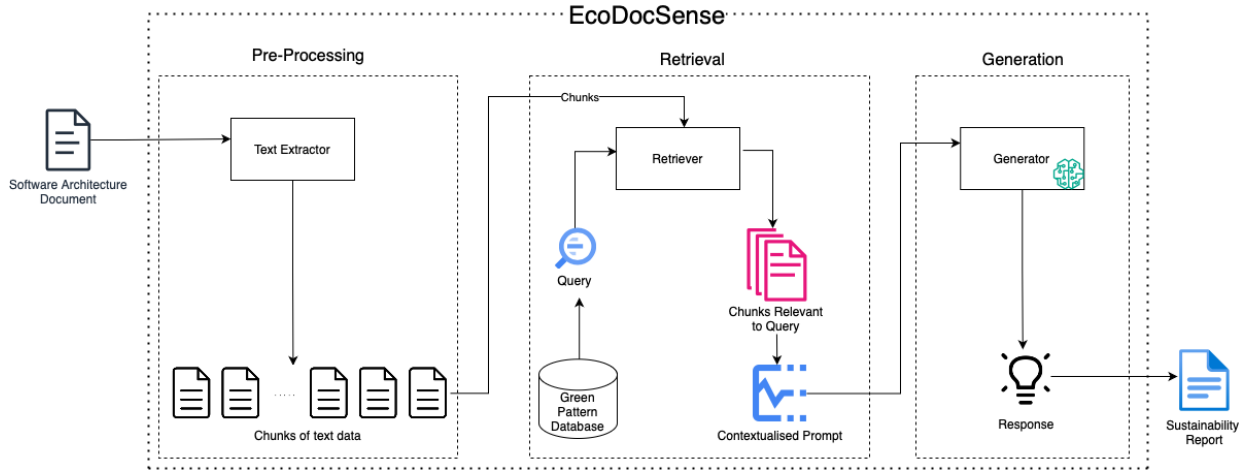 EcoDocSense
Pre-Processing
Retrieval
Generation
Software Architecture
Document
Text Extractor
Chunks of text data
Chunks
Retriever
Query
Green
Pattern
Database
Chunks Relevant
to Query
Contextualised Prompt
Generator
Response
Sustainability
Report